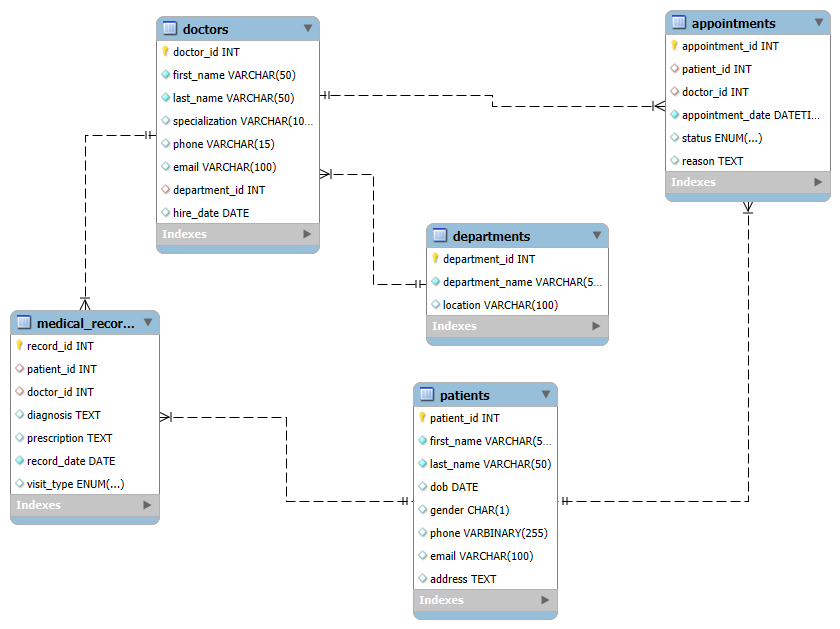 doctors
doctor_id INT
first_name VARCHAR(50)
last_name VARCHAR(50)
specialization VARCHAR(10...
phone VARCHAR(15)
email VARCHAR(100)
department_id INT
hire_date DATE
Indexes
appointments
appointment_id INT
patient_id INT
doctor_id INT
appointment_date DATETI...
status ENUM(...)
reason TEXT
Indexes
departments
department_id INT
department_name VARCHAR(5...
location VARCHAR(100)
Indexes
medical_recor...
record_id INT
patient_id INT
doctor_id INT
diagnosis TEXT
prescription TEXT
record_date DATE
visit_type ENUM(...)
Indexes
patients
patient_id INT
first_name VARCHAR(5...
last_name VARCHAR(50)
dob DATE
gender CHAR(1)
phone VARBINARY(255)
email VARCHAR(100)
address TEXT
Indexes